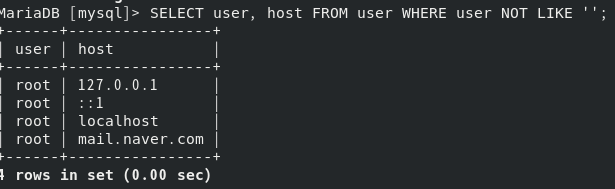 MariaDB [mysql]> SELECT user, host FROM user WHERE user NOT LIKE '';
+------+----------------+
| user | host           |
+------+----------------+
| root | 127.0.0.1      |
| root | ::1            |
| root | localhost      |
| root | mail.naver.com |
+------+----------------+
4 rows in set (0.00 sec)